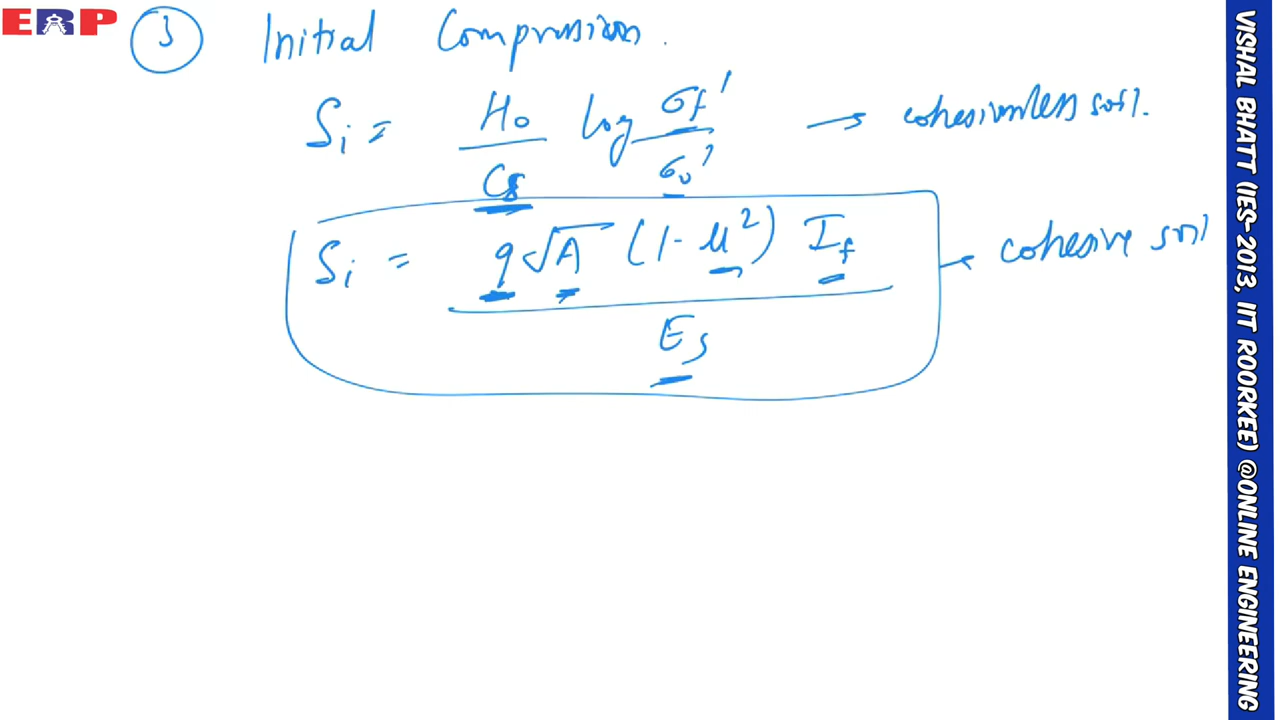 ERP
3 Initial Compression.
Si = H0 / Cs log σf' / σ0' → cohesionless soil.
Si = q√A (1-μ²) If / Es → cohesive soil
VISHAL BHATT (IES-2013, IIT ROORKEE) @ONLINE ENGINEERING